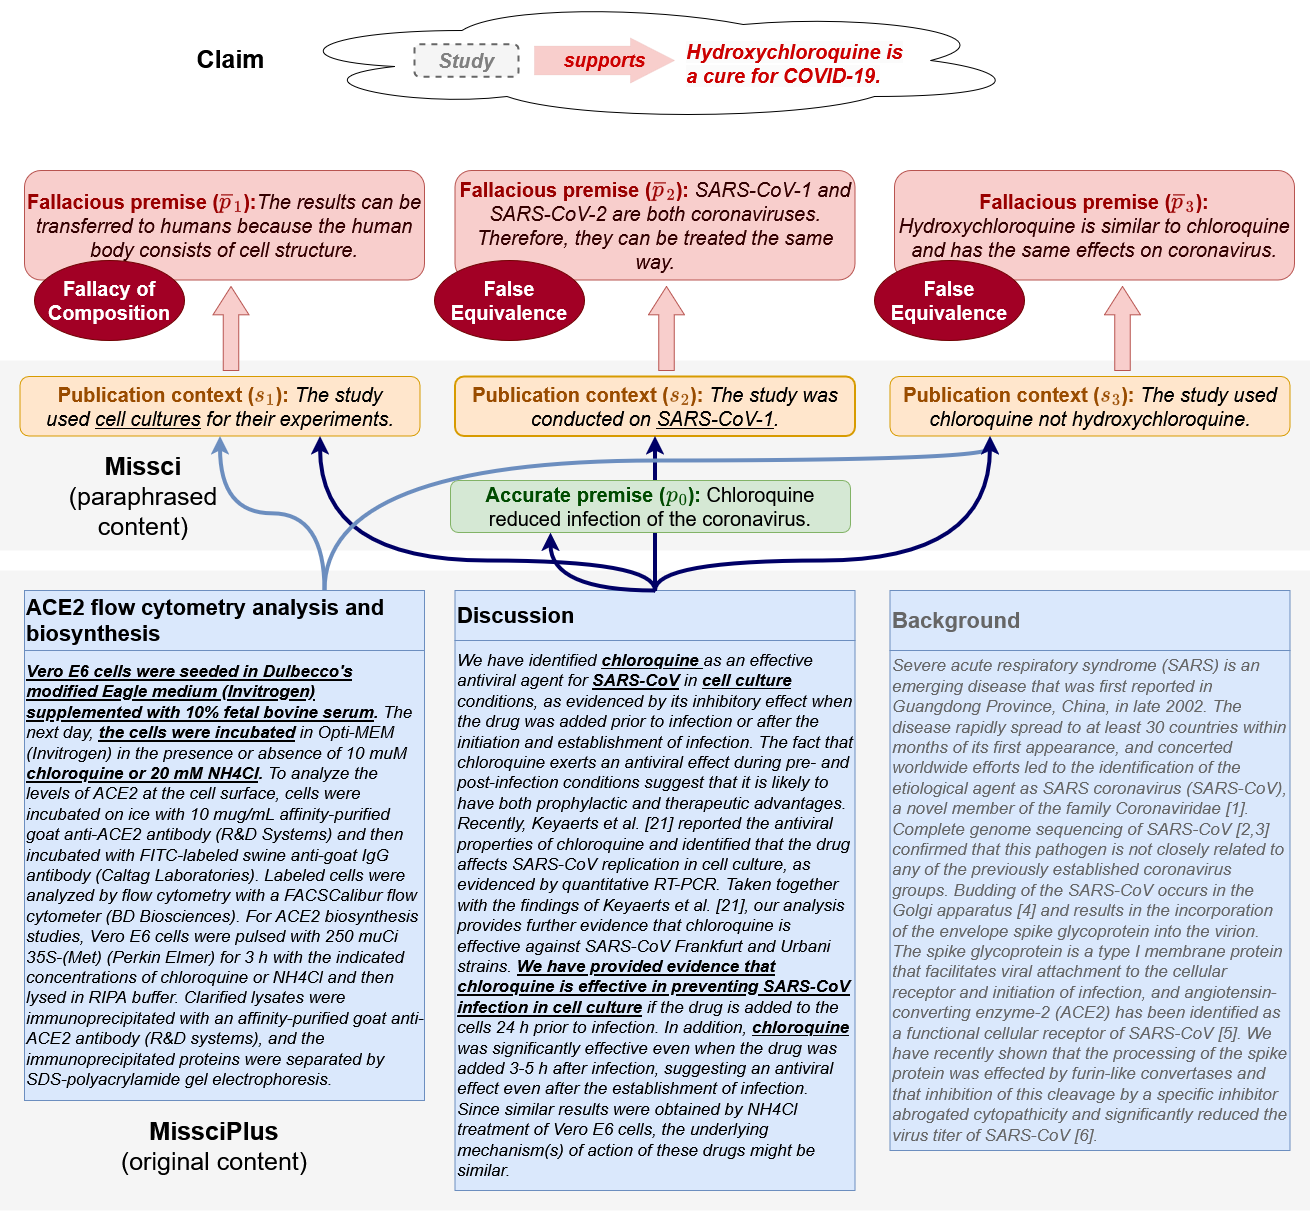 Claim
Study
supports
Hydroxychloroquine is
a cure for COVID-19.
Fallacious premise (p̅1):The results can be
transferred to humans because the human
body consists of cell structure.
Fallacy of
Composition
Fallacious premise (p̅2): SARS-CoV-1 and
SARS-CoV-2 are both coronaviruses.
Therefore, they can be treated the same
way.
False
Equivalence
Fallacious premise (p̅3):
Hydroxychloroquine is similar to chloroquine
and has the same effects on coronavirus.
False
Equivalence
Publication context (s1): The study
used cell cultures for their experiments.
Publication context (s2): The study was
conducted on SARS-CoV-1.
Publication context (s3): The study used
chloroquine not hydroxychloroquine.
Missci
(paraphrased
content)
Accurate premise (p0): Chloroquine
reduced infection of the coronavirus.
ACE2 flow cytometry analysis and
biosynthesis
Vero E6 cells were seeded in Dulbecco's
modified Eagle medium (Invitrogen)
supplemented with 10% fetal bovine serum. The
next day, the cells were incubated in Opti-MEM
(Invitrogen) in the presence or absence of 10 muM
chloroquine or 20 mM NH4Cl. To analyze the
levels of ACE2 at the cell surface, cells were
incubated on ice with 10 mug/mL affinity-purified
goat anti-ACE2 antibody (R&D Systems) and then
incubated with FITC-labeled swine anti-goat IgG
antibody (Caltag Laboratories). Labeled cells were
analyzed by flow cytometry with a FACSCalibur flow
cytometer (BD Biosciences). For ACE2 biosynthesis
studies, Vero E6 cells were pulsed with 250 muCi
35S-(Met) (Perkin Elmer) for 3 h with the indicated
concentrations of chloroquine or NH4Cl and then
lysed in RIPA buffer. Clarified lysates were
immunoprecipitated with an affinity-purified goat anti-
ACE2 antibody (R&D systems), and the
immunoprecipitated proteins were separated by
SDS-polyacrylamide gel electrophoresis.
MissciPlus
(original content)
Discussion
We have identified chloroquine as an effective
antiviral agent for SARS-CoV in cell culture
conditions, as evidenced by its inhibitory effect when
the drug was added prior to infection or after the
initiation and establishment of infection. The fact that
chloroquine exerts an antiviral effect during pre- and
post-infection conditions suggest that it is likely to
have both prophylactic and therapeutic advantages.
Recently, Keyaerts et al. [21] reported the antiviral
properties of chloroquine and identified that the drug
affects SARS-CoV replication in cell culture, as
evidenced by quantitative RT-PCR. Taken together
with the findings of Keyaerts et al. [21], our analysis
provides further evidence that chloroquine is
effective against SARS-CoV Frankfurt and Urbani
strains. We have provided evidence that
chloroquine is effective in preventing SARS-CoV
infection in cell culture if the drug is added to the
cells 24 h prior to infection. In addition, chloroquine
was significantly effective even when the drug was
added 3-5 h after infection, suggesting an antiviral
effect even after the establishment of infection.
Since similar results were obtained by NH4Cl
treatment of Vero E6 cells, the underlying
mechanism(s) of action of these drugs might be
similar.
Background
Severe acute respiratory syndrome (SARS) is an
emerging disease that was first reported in
Guangdong Province, China, in late 2002. The
disease rapidly spread to at least 30 countries within
months of its first appearance, and concerted
worldwide efforts led to the identification of the
etiological agent as SARS coronavirus (SARS-CoV),
a novel member of the family Coronaviridae [1].
Complete genome sequencing of SARS-CoV [2,3]
confirmed that this pathogen is not closely related to
any of the previously established coronavirus
groups. Budding of the SARS-CoV occurs in the
Golgi apparatus [4] and results in the incorporation
of the envelope spike glycoprotein into the virion.
The spike glycoprotein is a type I membrane protein
that facilitates viral attachment to the cellular
receptor and initiation of infection, and angiotensin-
converting enzyme-2 (ACE2) has been identified as
a functional cellular receptor of SARS-CoV [5]. We
have recently shown that the processing of the spike
protein was effected by furin-like convertases and
that inhibition of this cleavage by a specific inhibitor
abrogated cytopathicity and significantly reduced the
virus titer of SARS-CoV [6].